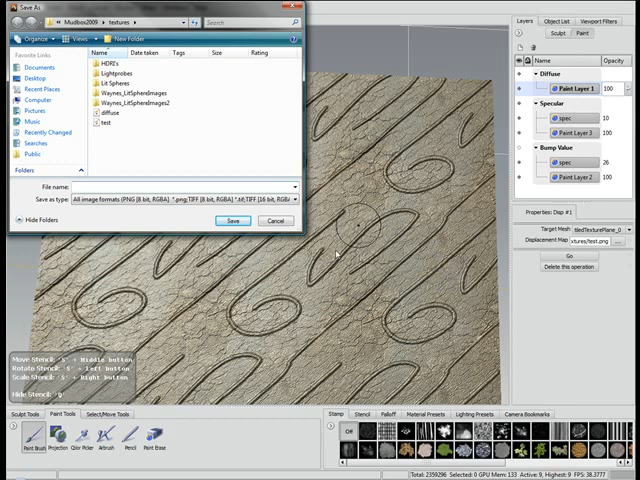 Save As
Mudbox2009 ▸ textures ▸
Organize
Views
New Folder
Favorite Links
Documents
Desktop
Recent Places
Computer
Pictures
Music
Recently Changed
Searches
Public
Folders
Name
Date taken
Tags
Size
Rating
HDRI's
Lightprobes
Lit Spheres
Waynes_LitSphereImages
Waynes_LitSphereImages2
diffuse
test
File name:
Save as type:
All image formats (PNG [8 bit, RGBA] *.png;TIFF [8 bit, RGBA] *.tif;TIFF [16 bit, RGBA
Hide Folders
Save
Cancel
Layers
Object List
Viewport Filters
Sculpt
Paint
Name
Opacity
Diffuse
Paint Layer 1
100
Specular
spec
10
Paint Layer 3
100
Bump Value
spec
26
Paint Layer 2
100
Properties: Disp #1
Target Mesh
tiledTexturePlane_0
Displacement Map
xtures/test.png
...
Go
Delete this operation
Move Stencil: 'S' + Middle button
Rotate Stencil: 'S' + Left button
Scale Stencil: 'S' + Right button
Hide Stencil: 'Q'
Sculpt Tools
Paint Tools
Select/Move Tools
Paint Brush
Projection
Color Picker
Airbrush
Pencil
Paint Erase
Stamp
Stencil
Falloff
Material Presets
Lighting Presets
Camera Bookmarks
Off
Total: 2359296 Selected: 0 GPU Mem: 133 Active: 9, Highest: 9 FPS: 38.3777